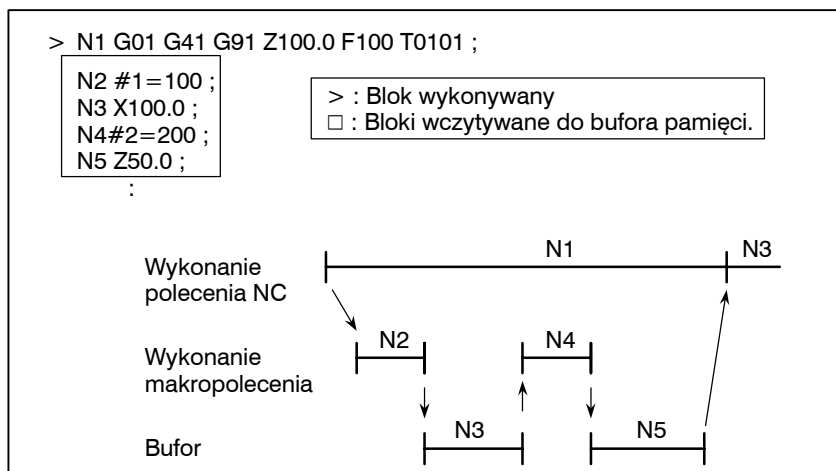 > N1 G01 G41 G91 Z100.0 F100 T0101 ;
N2 #1=100 ;
N3 X100.0 ;
N4#2=200 ;
N5 Z50.0 ;
:
> : Blok wykonywany
□ : Bloki wczytywane do bufora pamięci.
N1 N3
Wykonanie
polecenia NC
N2 N4
Wykonanie
makropolecenia
N3 N5
Bufor